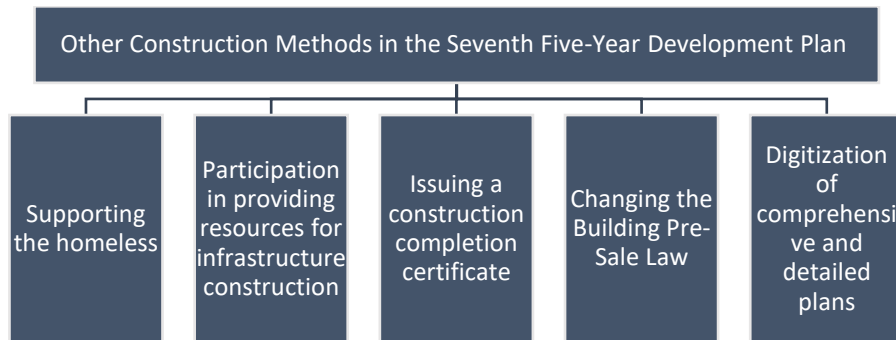 Other Construction Methods in the Seventh Five-Year Development Plan
Supporting
the homeless
Participation
in providing
resources for
infrastructure
construction
Issuing a
construction
completion
certificate
Changing the
Building Pre-
Sale Law
Digitization
of
comprehensi
ve and
detailed
plans